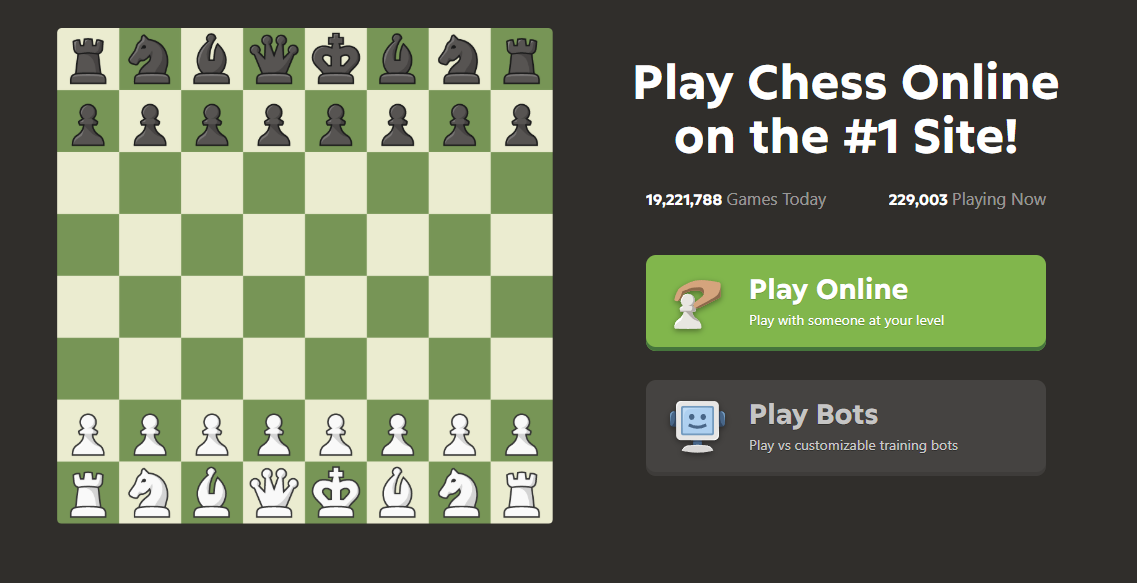 Play Chess Online
on the #1 Site!
19,221,788 Games Today
229,003 Playing Now
Play Online
Play with someone at your level
Play Bots
Play vs customizable training bots